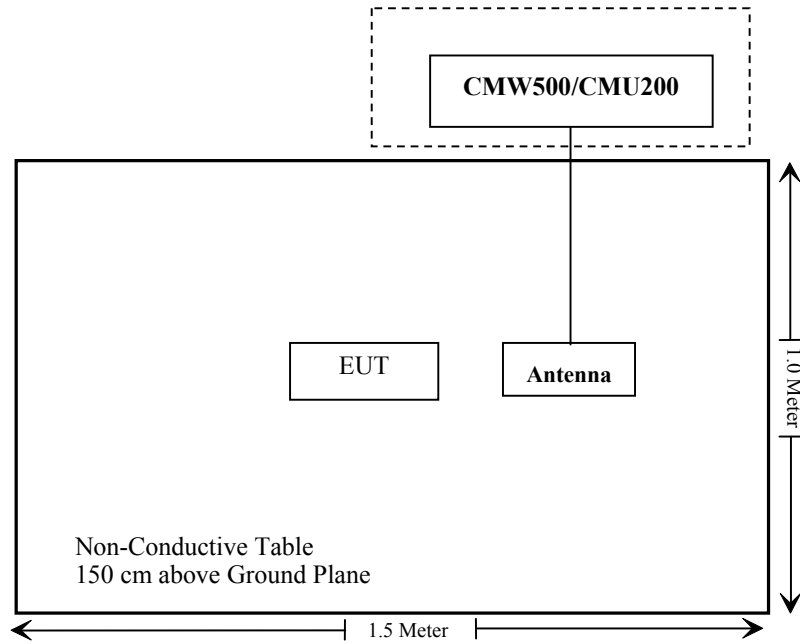 CMW500/CMU200
EUT
Antenna
1.0 Meter
Non-Conductive Table
150 cm above Ground Plane
1.5 Meter